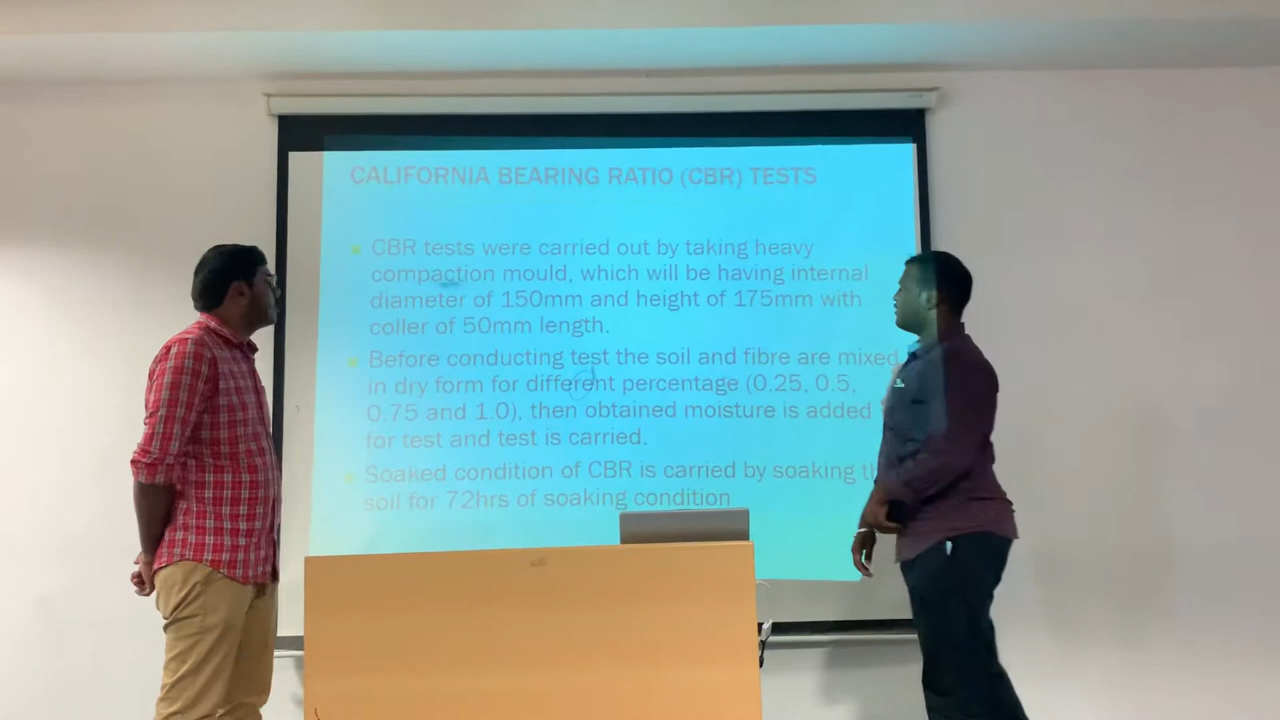 CALIFORNIA BEARING RATIO (CBR) TESTS
CBR tests were carried out by taking heavy
compaction mould, which will be having internal
diameter of 150mm and height of 175mm with
coller of 50mm length.
Before conducting test the soil and fibre are mixed
in dry form for different percentage (0.25, 0.5,
0.75 and 1.0), then obtained moisture is added
for test and test is carried.
Soaked condition of CBR is carried by soaking th
soil for 72hrs of soaking condition